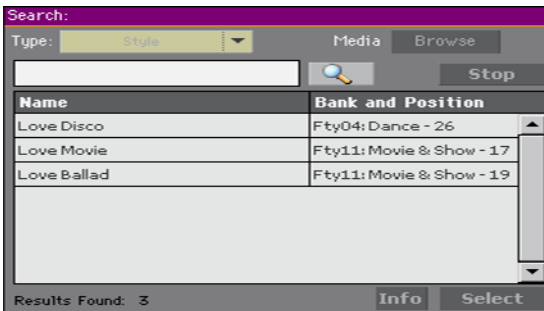 Search:
Type: Style Media Browse
Stop
Name Bank and Position
Love Disco Fty04: Dance - 26
Love Movie Fty11: Movie & Show - 17
Love Ballad Fty11: Movie & Show - 19
Results Found: 3 Info Select